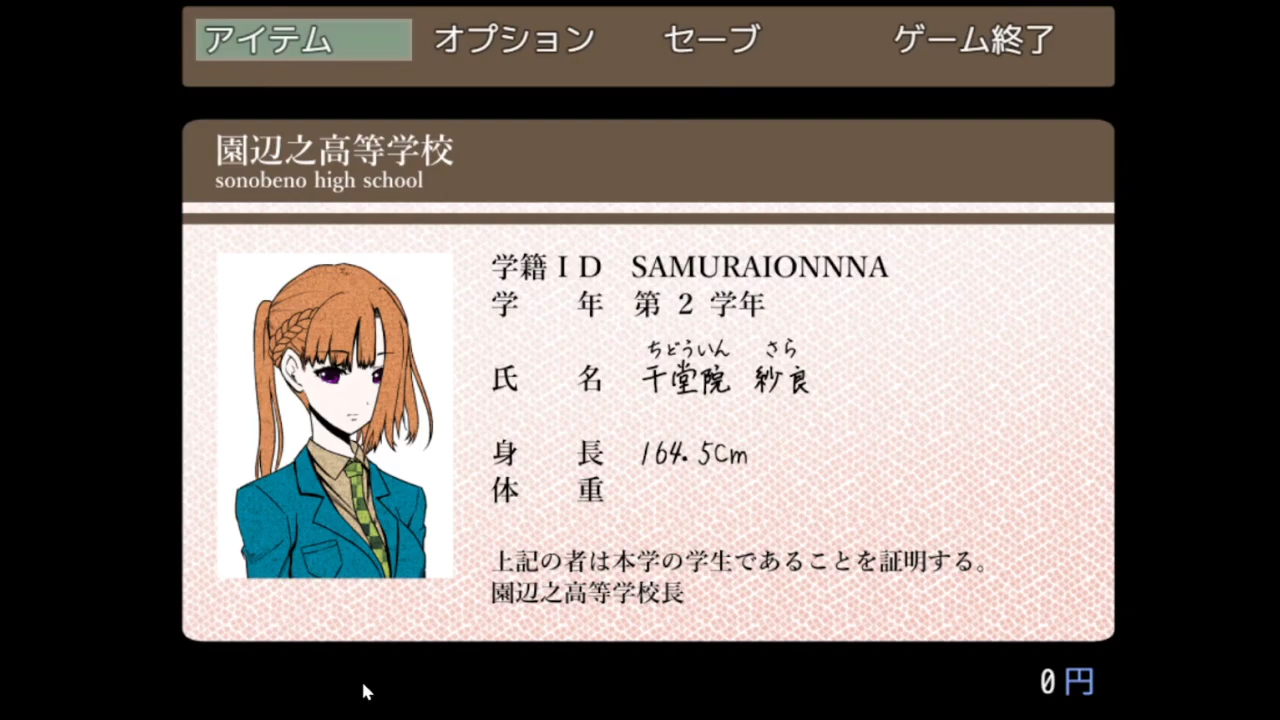 アイテム オプション セーブ ゲーム終了
園辺之高等学校
sonobeno high school
学籍ID SAMURAIONNNA
学年 第2学年
ちどういん さら
氏名 千堂院 紗良
身長 164.5Cm
体重
上記の者は本学の学生であることを証明する。
園辺之高等学校長
0円